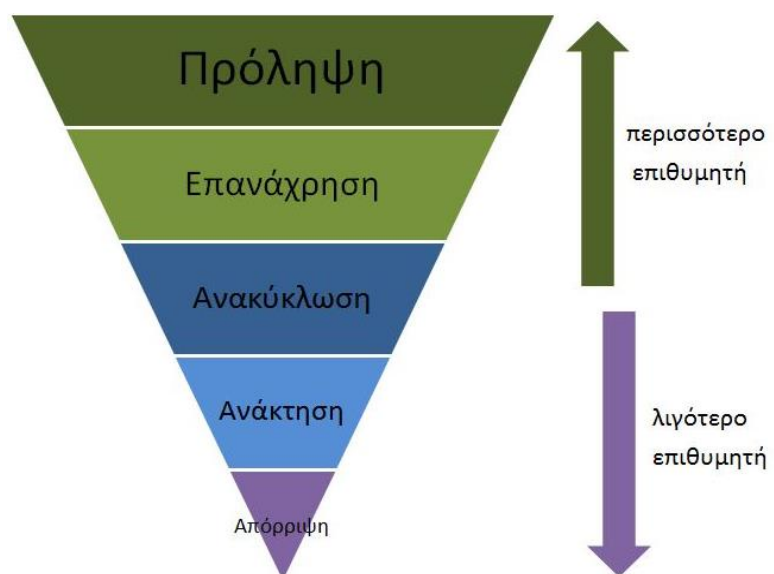 Πρόληψη
Επανάχρηση
Ανακύκλωση
Ανάκτηση
Απόρριψη
περισσότερο
επιθυμητή
λιγότερο
επιθυμητή